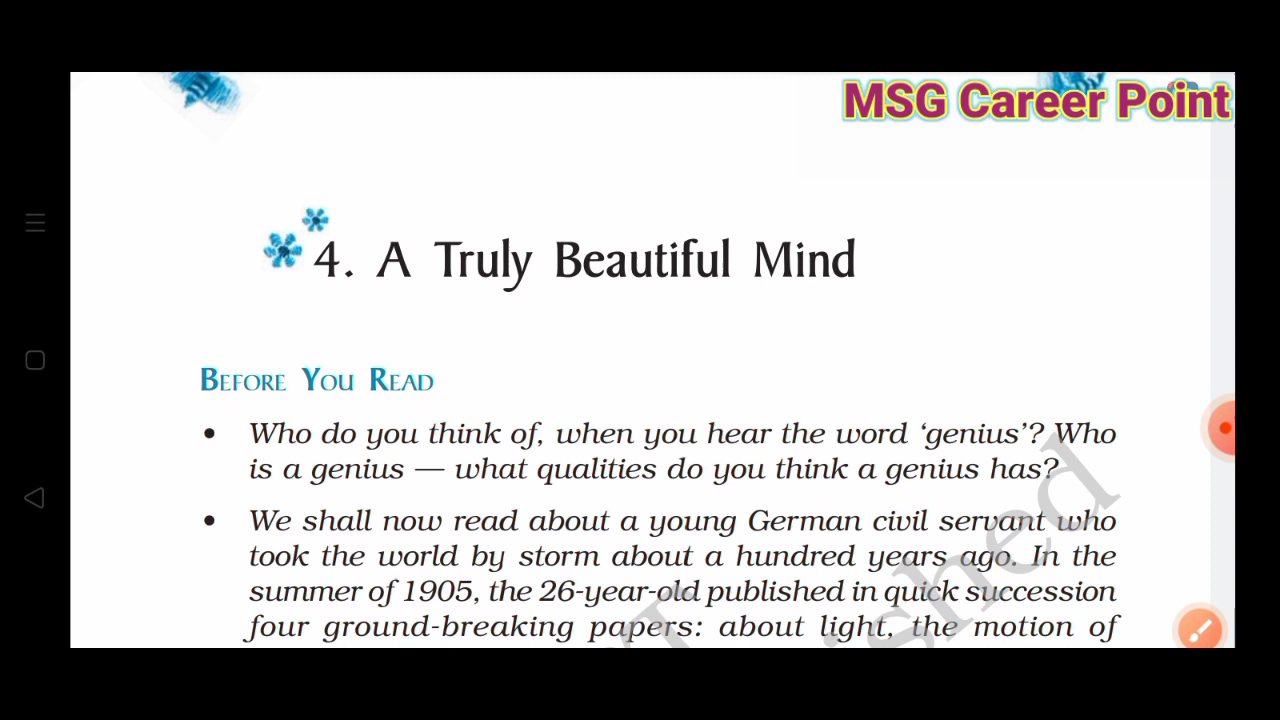 MSG Career Point
4. A Truly Beautiful Mind
BEFORE YOU READ
• Who do you think of, when you hear the word ‘genius’? Who
is a genius — what qualities do you think a genius has?
• We shall now read about a young German civil servant who
took the world by storm about a hundred years ago. In the
summer of 1905, the 26-year-old published in quick succession
four ground-breaking papers: about light, the motion of
ished